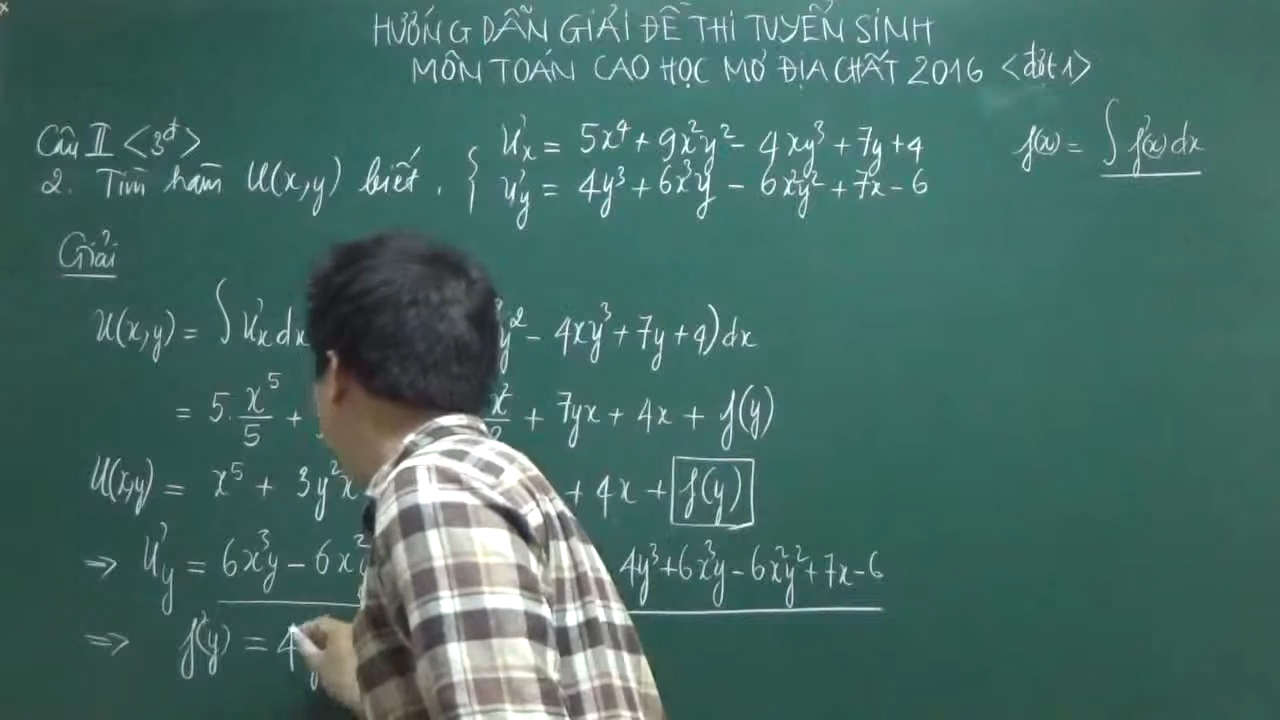 HƯỚNG DẪN GIẢI ĐỀ THI TUYỂN SINH
MÔN TOÁN CAO HỌC MỎ ĐỊA CHẤT 2016 <đợt 1>
Câu II <3đ>
2. Tìm hàm U(x,y) biết.
{ U'x = 5x⁴ + 9x²y² - 4xy³ + 7y + 4
U'y = 4y³ + 6x³y - 6x²y² + 7x - 6
f(x) = ∫ f'(x) dx
Giải
U(x,y) = ∫ U'x dx y² - 4xy³ + 7y + 4) dx
= 5. x⁵/5 + x²/2 + 7yx + 4x + f(y)
U(x,y) = x⁵ + 3y²x + 4x + f(y)
=> U'y = 6x³y - 6x²y 4y³ + 6x³y - 6x²y² + 7x - 6
=> f'(y) = 4y